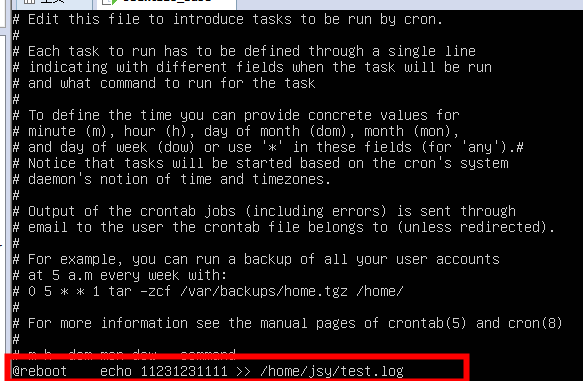 # Edit this file to introduce tasks to be run by cron.
#
# Each task to run has to be defined through a single line
# indicating with different fields when the task will be run
# and what command to run for the task
#
# To define the time you can provide concrete values for
# minute (m), hour (h), day of month (dom), month (mon),
# and day of week (dow) or use '*' in these fields (for 'any').#
# Notice that tasks will be started based on the cron's system
# daemon's notion of time and timezones.
#
# Output of the crontab jobs (including errors) is sent through
# email to the user the crontab file belongs to (unless redirected).
#
# For example, you can run a backup of all your user accounts
# at 5 a.m every week with:
# 0 5 * * 1 tar -zcf /var/backups/home.tgz /home/
#
# For more information see the manual pages of crontab(5) and cron(8)
#
# m h dom mon dow command
@reboot echo 11231231111 >> /home/jsy/test.log